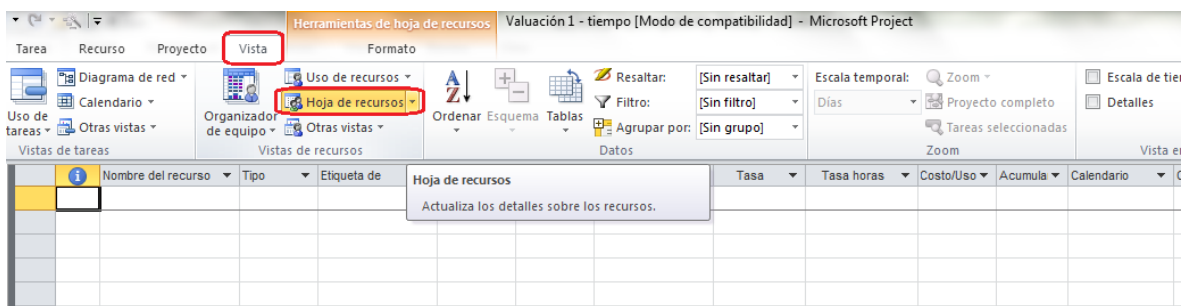 Herramientas de hoja de recursos Valuación 1 - tiempo [Modo de compatibilidad] - Microsoft Project
Tarea Recurso Proyecto Vista Formato
Diagrama de red Uso de recursos Resaltar: [Sin resaltar] Escala temporal: Zoom Escala de
Calendario Hoja de recursos Filtro: [Sin filtro] Días Proyecto completo Detalles
Uso de tareas Otras vistas Organizador de equipo Otras vistas Ordenar Esquema Tablas Agrupar por: [Sin grupo] Tareas seleccionadas
Vistas de tareas Vistas de recursos Datos Zoom Vista
Nombre del recurso Tipo Etiqueta de Tasa Tasa horas Costo/Uso Acumula Calendario
Hoja de recursos
Actualiza los detalles sobre los recursos.